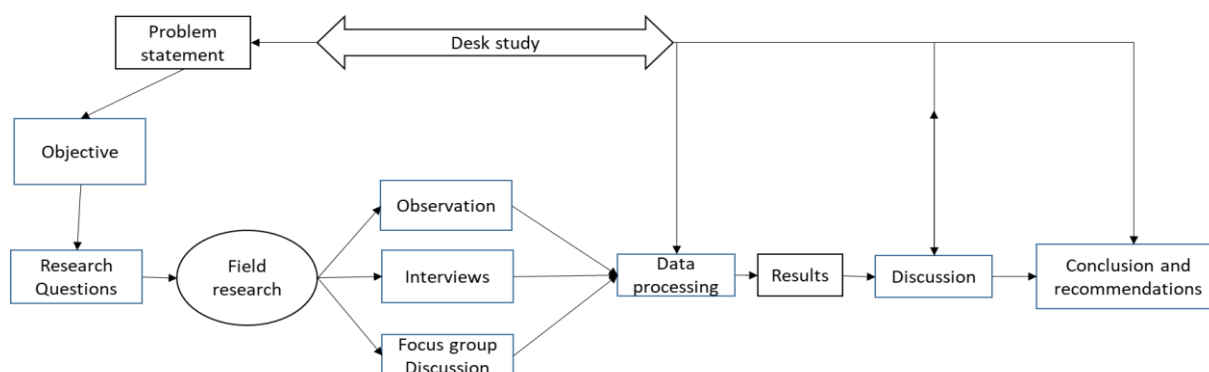 Problem
statement
Desk study
Objective
Observation
Research
Questions
Field
research
Interviews
Data
processing
Results
Discussion
Conclusion and
recommendations
Focus group
Discussion